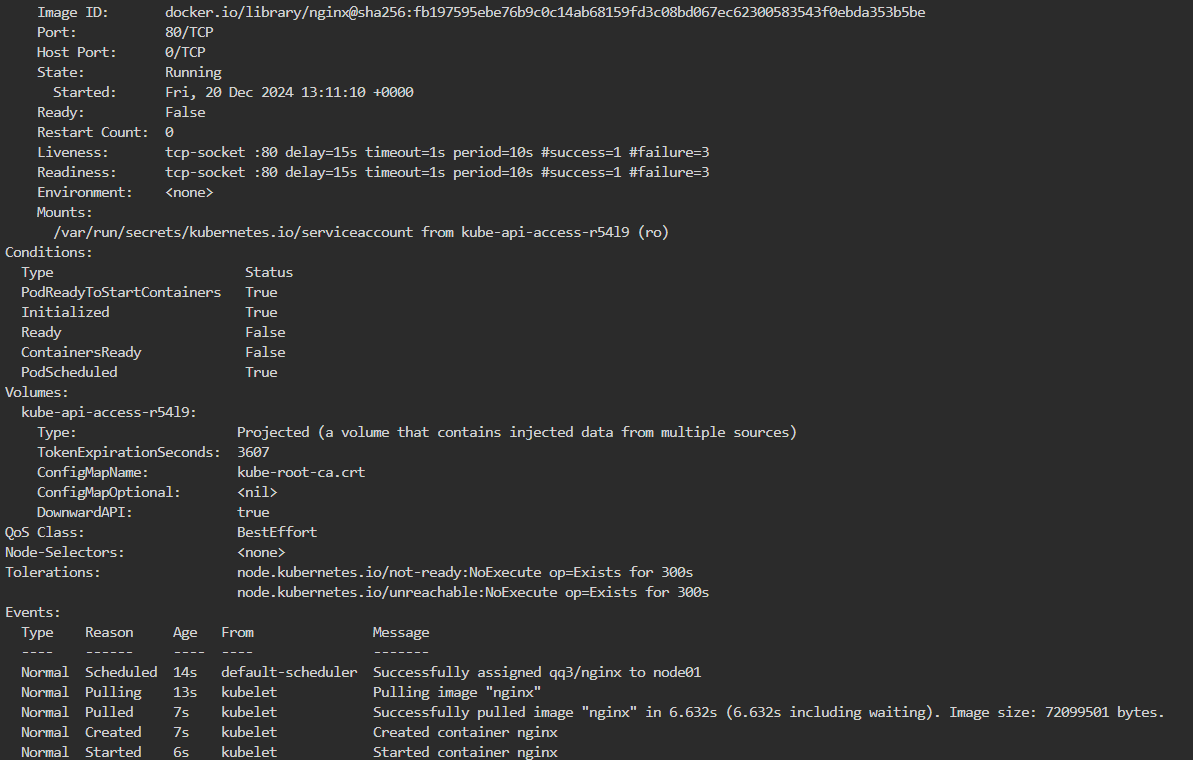 Image ID: docker.io/library/nginx@sha256:fb197595ebe76b9c0c14ab68159fd3c08bd067ec62300583543f0ebda353b5be
Port: 80/TCP
Host Port: 0/TCP
State: Running
Started: Fri, 20 Dec 2024 13:11:10 +0000
Ready: False
Restart Count: 0
Liveness: tcp-socket :80 delay=15s timeout=1s period=10s #success=1 #failure=3
Readiness: tcp-socket :80 delay=15s timeout=1s period=10s #success=1 #failure=3
Environment: <none>
Mounts:
/var/run/secrets/kubernetes.io/serviceaccount from kube-api-access-r54l9 (ro)
Conditions:
Type Status
PodReadyToStartContainers True
Initialized True
Ready False
ContainersReady False
PodScheduled True
Volumes:
kube-api-access-r54l9:
Type: Projected (a volume that contains injected data from multiple sources)
TokenExpirationSeconds: 3607
ConfigMapName: kube-root-ca.crt
ConfigMapOptional: <nil>
DownwardAPI: true
QoS Class: BestEffort
Node-Selectors: <none>
Tolerations: node.kubernetes.io/not-ready:NoExecute op=Exists for 300s
node.kubernetes.io/unreachable:NoExecute op=Exists for 300s
Events:
Type Reason Age From Message
---- ------ ---- ---- -------
Normal Scheduled 14s default-scheduler Successfully assigned qq3/nginx to node01
Normal Pulling 13s kubelet Pulling image "nginx"
Normal Pulled 7s kubelet Successfully pulled image "nginx" in 6.632s (6.632s including waiting). Image size: 72099501 bytes.
Normal Created 7s kubelet Created container nginx
Normal Started 6s kubelet Started container nginx